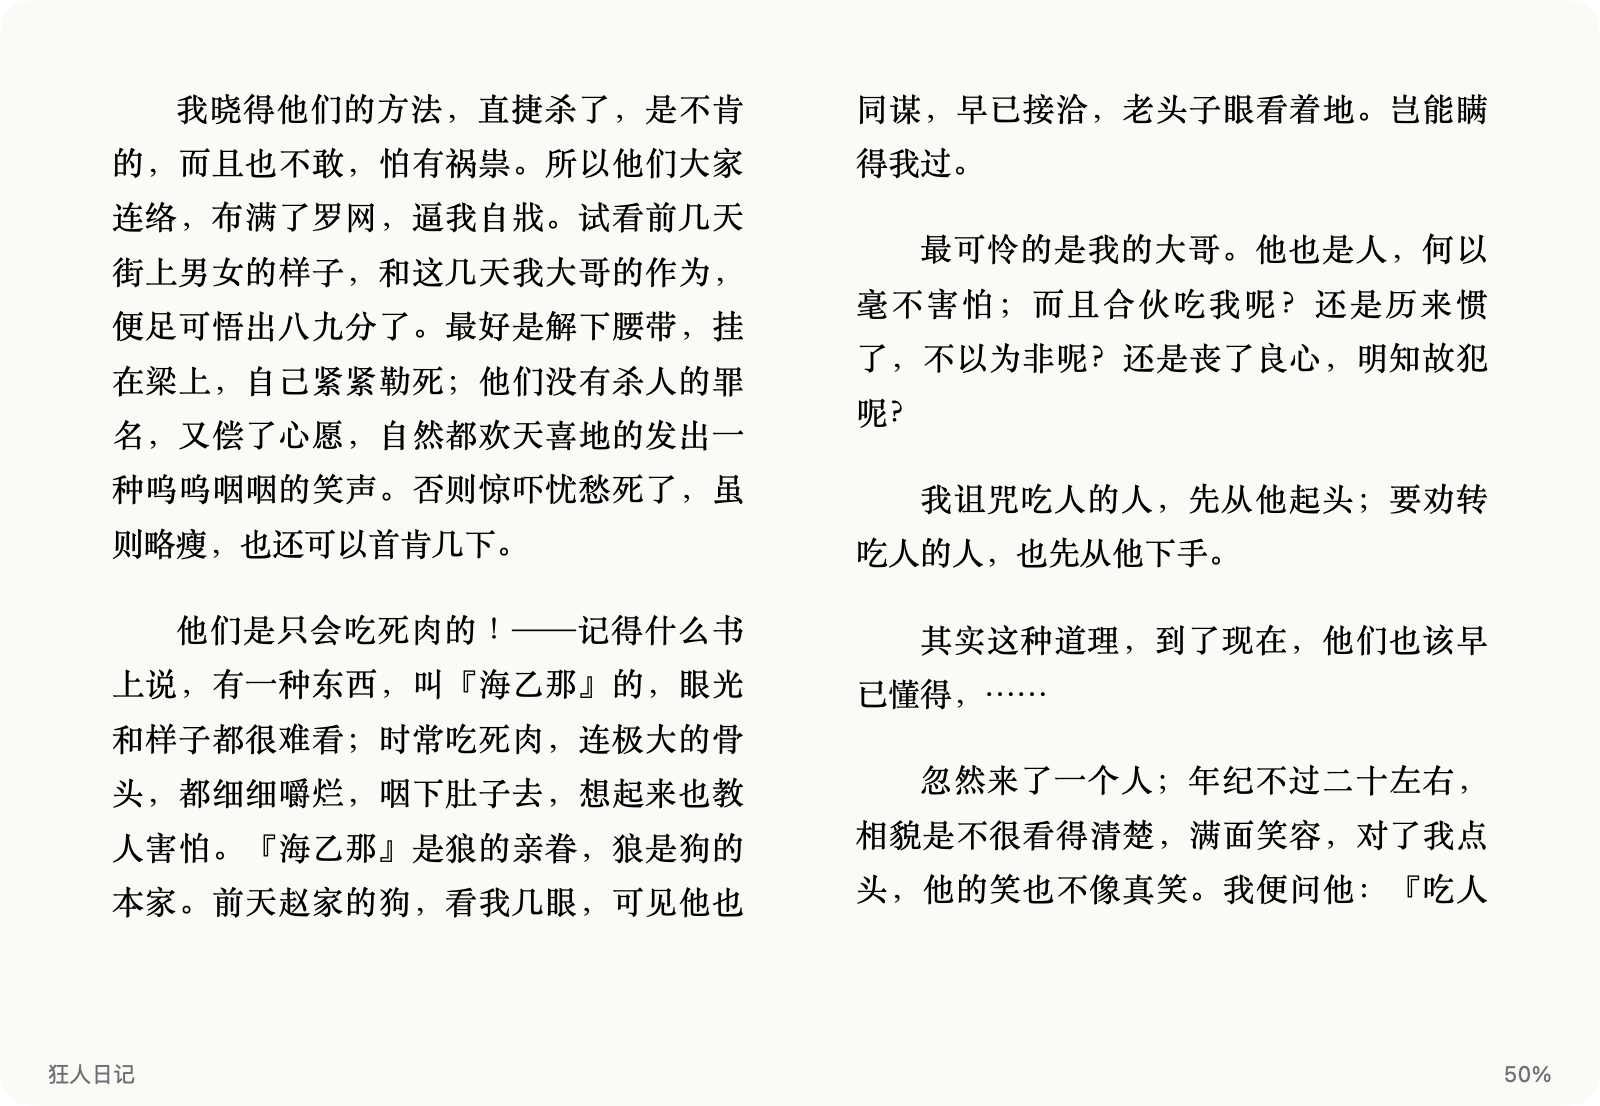 我晓得他们的方法，直捷杀了，是不肯
的，而且也不敢，怕有祸祟。所以他们大家
连络，布满了罗网，逼我自戕。试看前几天
街上男女的样子，和这几天我大哥的作为，
便足可悟出八九分了。最好是解下腰带，挂
在梁上，自己紧紧勒死；他们没有杀人的罪
名，又偿了心愿，自然都欢天喜地的发出一
种呜呜咽咽的笑声。否则惊吓忧愁死了，虽
则略瘦，也还可以首肯几下。
他们是只会吃死肉的！——记得什么书
上说，有一种东西，叫『海乙那』的，眼光
和样子都很难看；时常吃死肉，连极大的骨
头，都细细嚼烂，咽下肚子去，想起来也教
人害怕。『海乙那』是狼的亲眷，狼是狗的
本家。前天赵家的狗，看我几眼，可见他也
同谋，早已接洽，老头子眼看着地。岂能瞒
得我过。
最可怜的是我的大哥。他也是人，何以
毫不害怕；而且合伙吃我呢？还是历来惯
了，不以为非呢？还是丧了良心，明知故犯
呢？
我诅咒吃人的人，先从他起头；要劝转
吃人的人，也先从他下手。
其实这种道理，到了现在，他们也该早
已懂得，……
忽然来了一个人；年纪不过二十左右，
相貌是不很看得清楚，满面笑容，对了我点
头，他的笑也不像真笑。我便问他：『吃人
狂人日记
50%